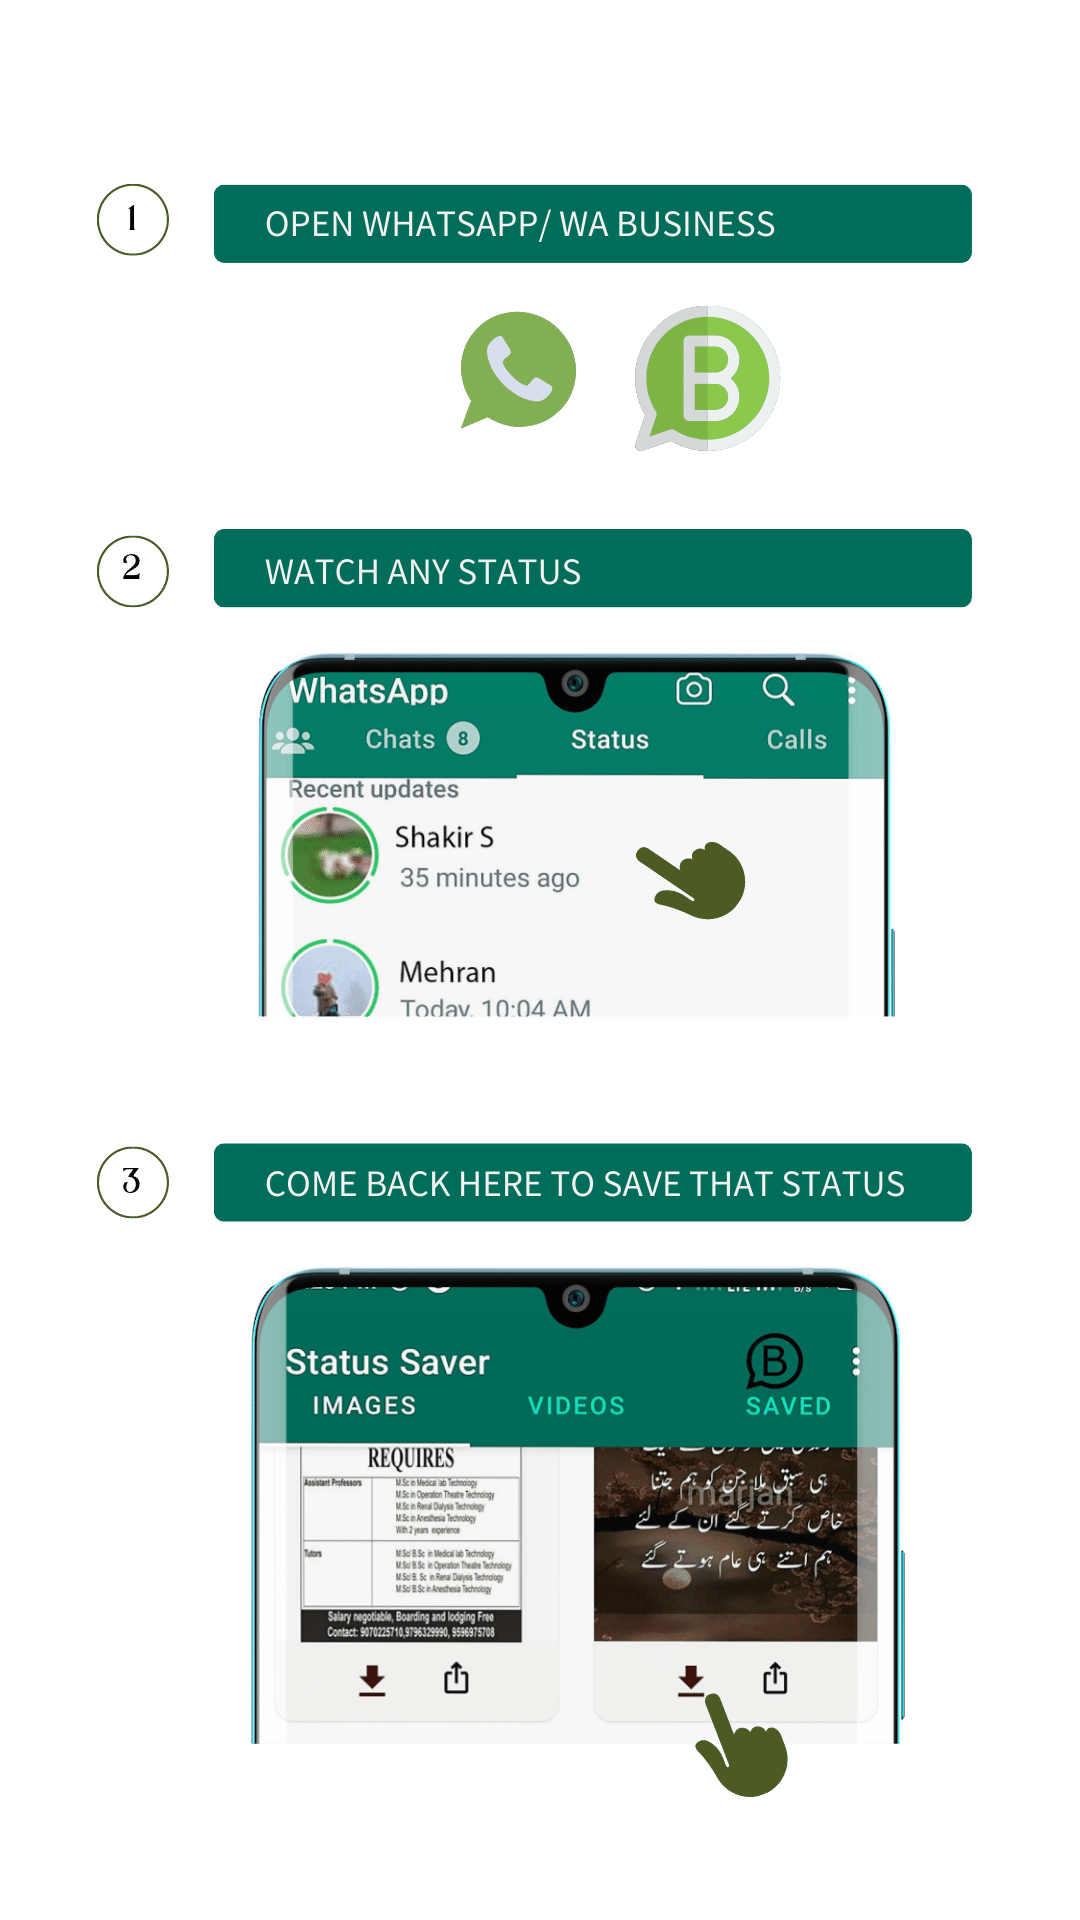 1
OPEN WHATSAPP/ WA BUSINESS
B
2
WATCH ANY STATUS
WhatsApp
Chats 8 Status Calls
Recent updates
Shakir S
35 minutes ago
Mehran
Today, 10:04 AM
3
COME BACK HERE TO SAVE THAT STATUS
LTE B/s
Status Saver B
IMAGES VIDEOS SAVED
REQUIRES
Assistant Professors
M.Sc in Medical lab Technology
M.Sc in Operation Theatre Technology
M.Sc in Renal Dialysis Technology
M.Sc in Anesthesia Technology
With 2 years experience
Tutors
M.Sc/ B.Sc in Medical lab Technology
M.Sc/ B.Sc in Operation Theatre Technology
M.Sc/ B. Sc in Renal Dialysis Technology
M.Sc/ B.Sc in Anesthesia Technology
Salary negotiable, Boarding and lodging Free
Contact: 9070225710,9796329990, 9596975708
ہی سبق ملا جن کو ہم جتنا
marjan
خاص کرتے گئے ان کے لئے
ہم اتنے ہی عام ہوتے گئے